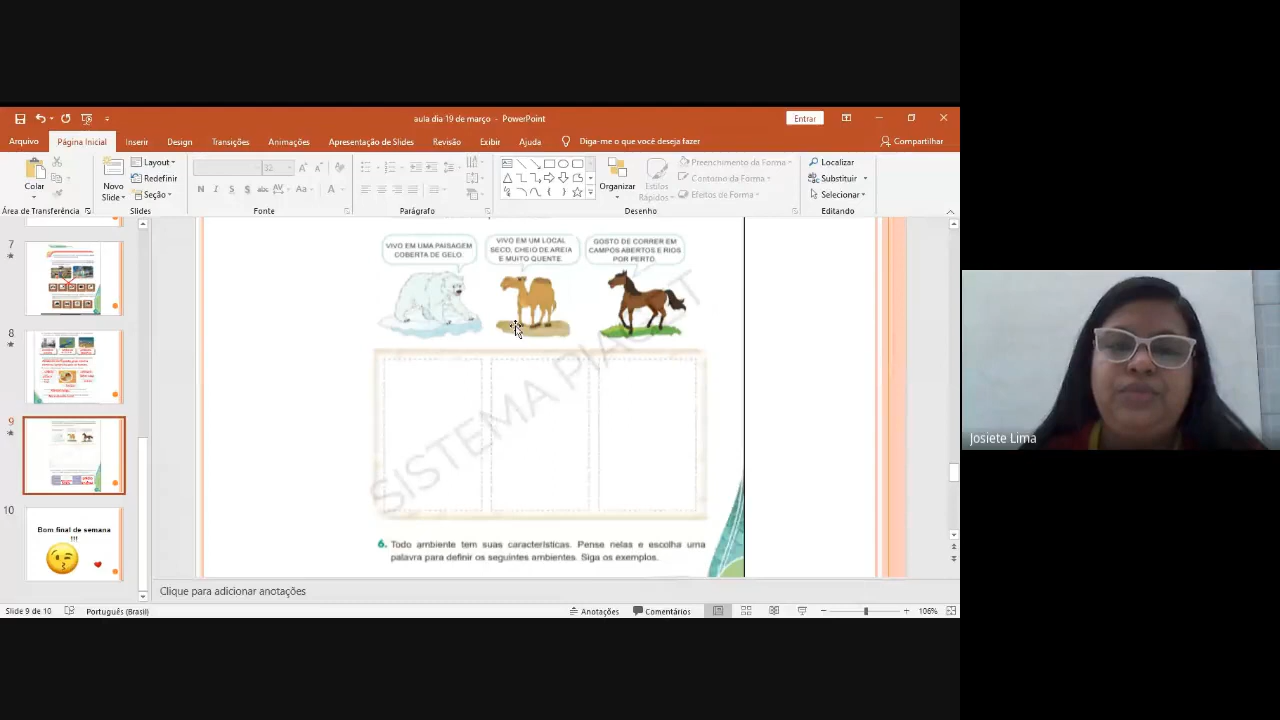 aula dia 19 de março - PowerPoint
Entrar
Arquivo
Página Inicial
Inserir
Design
Transições
Animações
Apresentação de Slides
Revisão
Exibir
Ajuda
Diga-me o que você deseja fazer
Compartilhar
Colar
Novo
Slide
Layout
Redefinir
Seção
32
N I S S abc AV Aa A
Organizar
Estilos
Rápidos
Preenchimento da Forma
Contorno da Forma
Efeitos de Forma
Localizar
Substituir
Selecionar
Área de Transferência
Slides
Fonte
Parágrafo
Desenho
Editando
7
8
9
10
Bom final de semana
!!!
VIVO EM UMA PAISAGEM
COBERTA DE GELO.
VIVO EM UM LOCAL
SECO, CHEIO DE AREIA
E MUITO QUENTE.
GOSTO DE CORRER EM
CAMPOS ABERTOS E RIOS
POR PERTO.
SISTEMA PIAGET
6. Todo ambiente tem suas características. Pense nelas e escolha uma
palavra para definir os seguintes ambientes. Siga os exemplos.
Clique para adicionar anotações
Slide 9 de 10
Português (Brasil)
Anotações
Comentários
106%
Josiete Lima